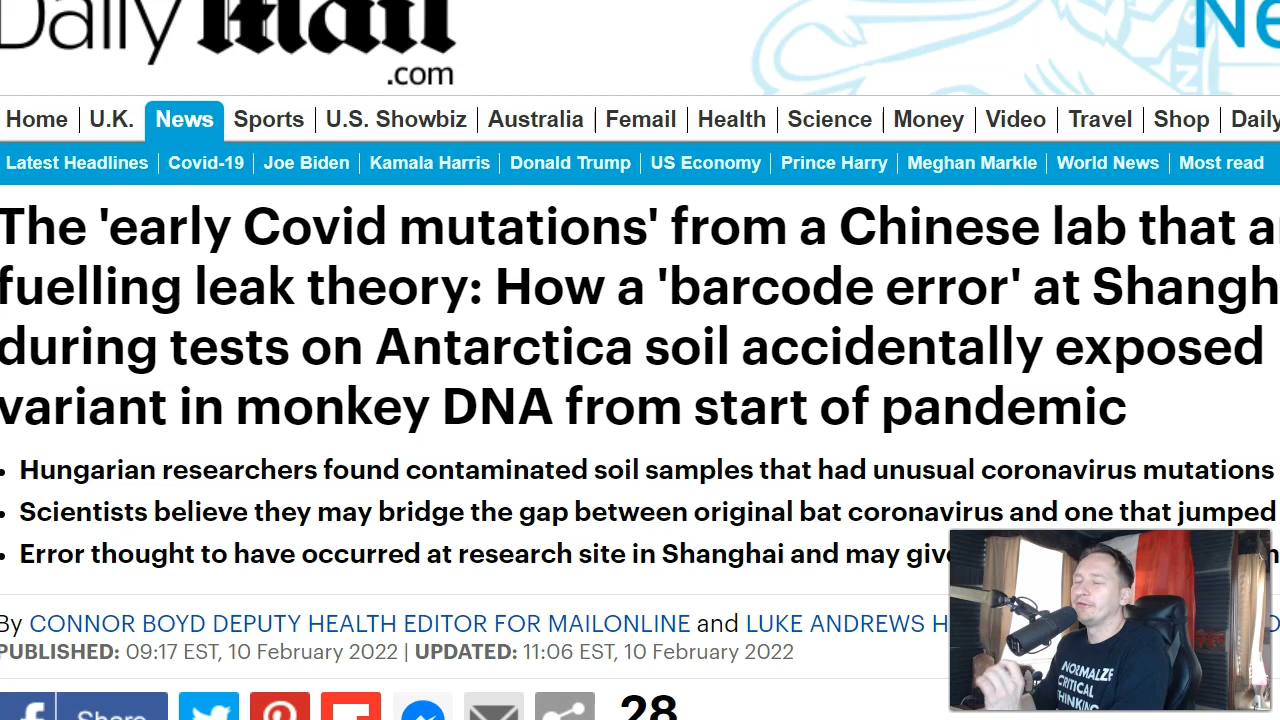 Daily Mail
.com
Ne
Home U.K. News Sports U.S. Showbiz Australia Femail Health Science Money Video Travel Shop Daily
Latest Headlines Covid-19 Joe Biden Kamala Harris Donald Trump US Economy Prince Harry Meghan Markle World News Most read
The 'early Covid mutations' from a Chinese lab that a
fuelling leak theory: How a 'barcode error' at Shangh
during tests on Antarctica soil accidentally exposed
variant in monkey DNA from start of pandemic
• Hungarian researchers found contaminated soil samples that had unusual coronavirus mutations
• Scientists believe they may bridge the gap between original bat coronavirus and one that jumped
• Error thought to have occurred at research site in Shanghai and may give
By CONNOR BOYD DEPUTY HEALTH EDITOR FOR MAILONLINE and LUKE ANDREWS H
PUBLISHED: 09:17 EST, 10 February 2022 | UPDATED: 11:06 EST, 10 February 2022
Share
28
NORMALIZE
CRITICAL
THINKING